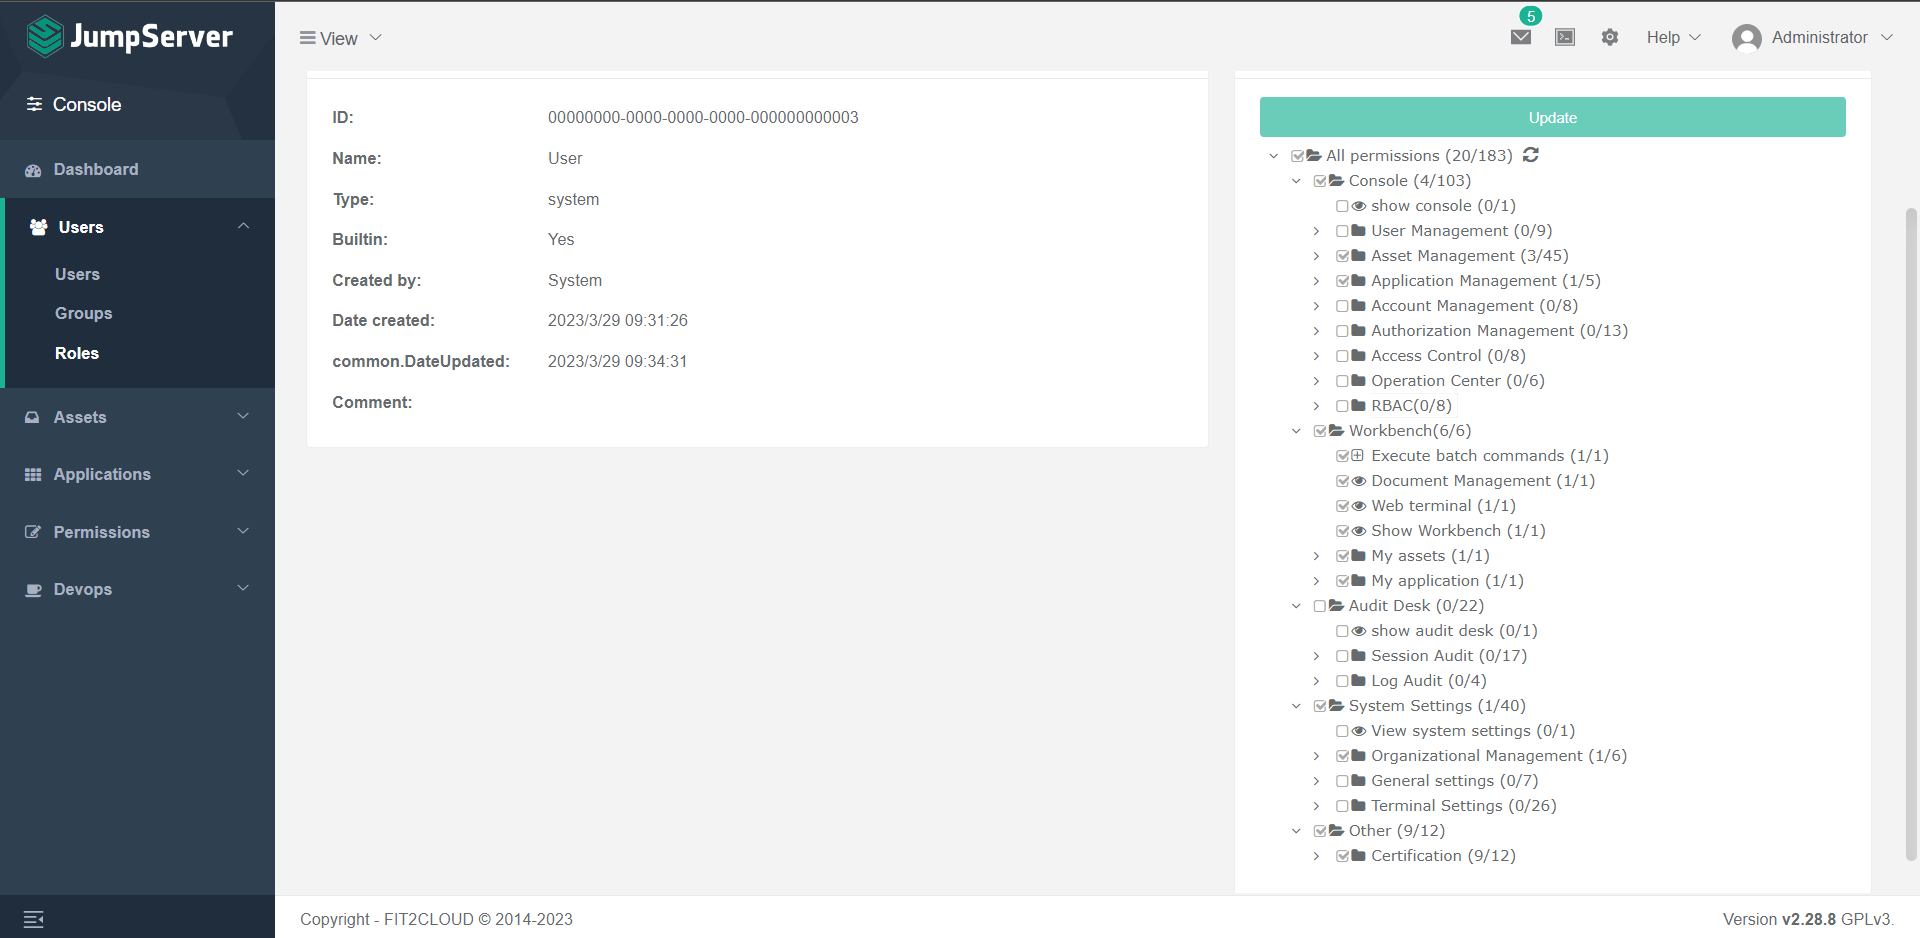 JumpServer
Console
Dashboard
Users
Users
Groups
Roles
Assets
Applications
Permissions
Devops
View
5
Help
Administrator
ID: 00000000-0000-0000-0000-000000000003
Name: User
Type: system
Builtin: Yes
Created by: System
Date created: 2023/3/29 09:31:26
common.DateUpdated: 2023/3/29 09:34:31
Comment:
Update
All permissions (20/183)
Console (4/103)
show console (0/1)
User Management (0/9)
Asset Management (3/45)
Application Management (1/5)
Account Management (0/8)
Authorization Management (0/13)
Access Control (0/8)
Operation Center (0/6)
RBAC(0/8)
Workbench(6/6)
Execute batch commands (1/1)
Document Management (1/1)
Web terminal (1/1)
Show Workbench (1/1)
My assets (1/1)
My application (1/1)
Audit Desk (0/22)
show audit desk (0/1)
Session Audit (0/17)
Log Audit (0/4)
System Settings (1/40)
View system settings (0/1)
Organizational Management (1/6)
General settings (0/7)
Terminal Settings (0/26)
Other (9/12)
Certification (9/12)
Copyright - FIT2CLOUD © 2014-2023
Version v2.28.8 GPLv3.